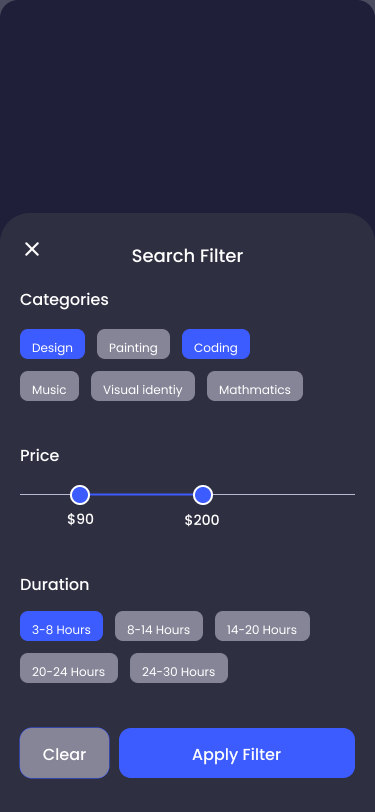 Search Filter
Categories
Design Painting Coding
Music Visual identiy Mathmatics
Price
$90 $200
Duration
3-8 Hours 8-14 Hours 14-20 Hours
20-24 Hours 24-30 Hours
Clear Apply Filter